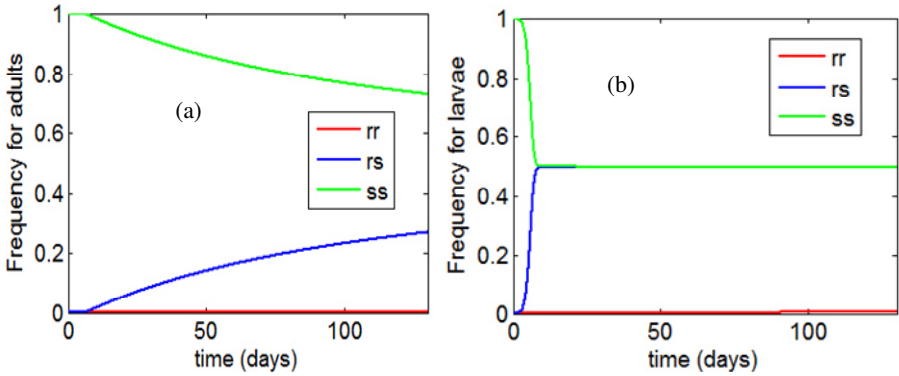 Frequency for adults
1
0.8
0.6
0.4
0.2
0
(a)
rr
rs
ss
0
50
100
time (days)
Frequency for larvae
1
0.8
0.6
0.4
0.2
0
(b)
rr
rs
ss
0
50
100
time (days)